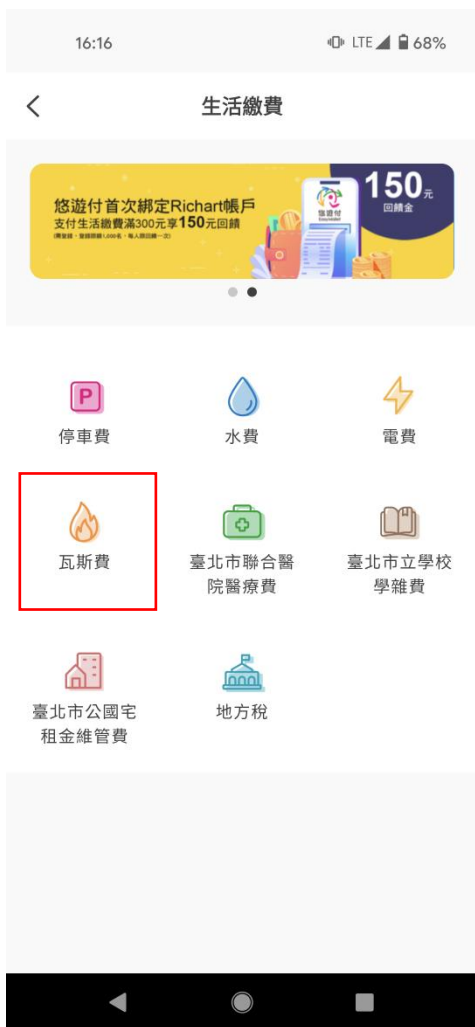 16:16
LTE 68%
生活繳費
悠遊付首次綁定Richart帳戶
支付生活繳費滿300元享150元回饋
150元
回饋金
悠遊付
P
停車費
水費
電費
瓦斯費
臺北市聯合醫
院醫療費
臺北市立學校
學雜費
臺北市公國宅
租金維管費
地方稅